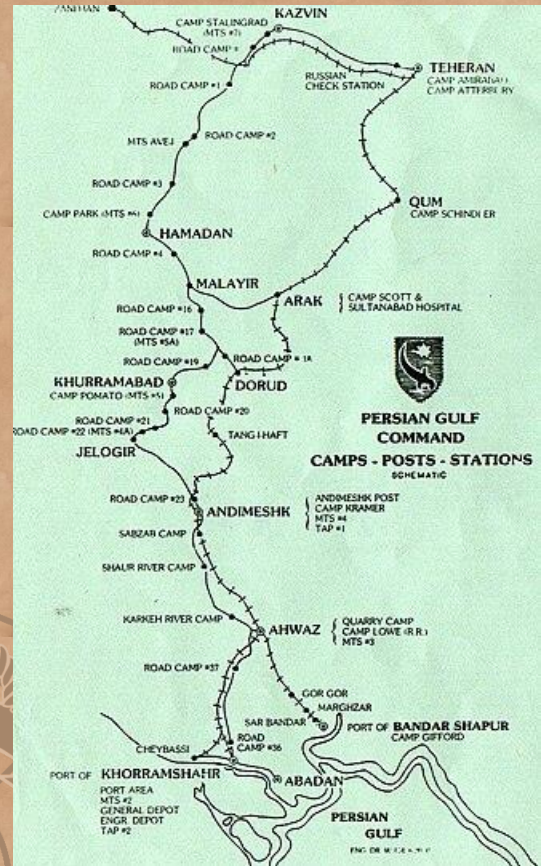 ZANJHAN
KAZVIN
CAMP STALINGRAD
(MTS #7)
ROAD CAMP #
TEHERAN
CAMP AMIRABAD
CAMP ATTERBURY
RUSSIAN
CHECK STATION
ROAD CAMP #1
MTS AVEJ
ROAD CAMP #2
ROAD CAMP #3
QUM
CAMP SCHINDLER
CAMP PARK (MTS #6)
HAMADAN
ROAD CAMP #4
MALAYIR
ARAK
CAMP SCOTT &
SULTANABAD HOSPITAL
ROAD CAMP #16
ROAD CAMP #17
(MTS #5A)
ROAD CAMP #19
ROAD CAMP # 1A
KHURRAMABAD
CAMP POMATO (MTS #5)
DORUD
ROAD CAMP #20
ROAD CAMP #21
ROAD CAMP #22 (MTS #4A)
JELOGIR
TANG-I-HAFT
PERSIAN GULF
COMMAND
CAMPS - POSTS - STATIONS
SCHEMATIC
ROAD CAMP #23
ANDIMESHK
ANDIMESHK POST
CAMP KRAMER
MTS #4
TAP #1
SABZAB CAMP
SHAUR RIVER CAMP
KARKEH RIVER CAMP
AHWAZ
QUARRY CAMP
CAMP LOWE (R.R.)
MTS #3
ROAD CAMP #37
GOR GOR
MARGHZAR
SAR BANDAR
PORT OF BANDAR SHAPUR
CAMP GIFFORD
CHEYBASSI
ROAD
CAMP #36
PORT OF KHORRAMSHAHR
PORT AREA
MTS #2
GENERAL DEPOT
ENGR. DEPOT
TAP #2
ABADAN
PERSIAN
GULF